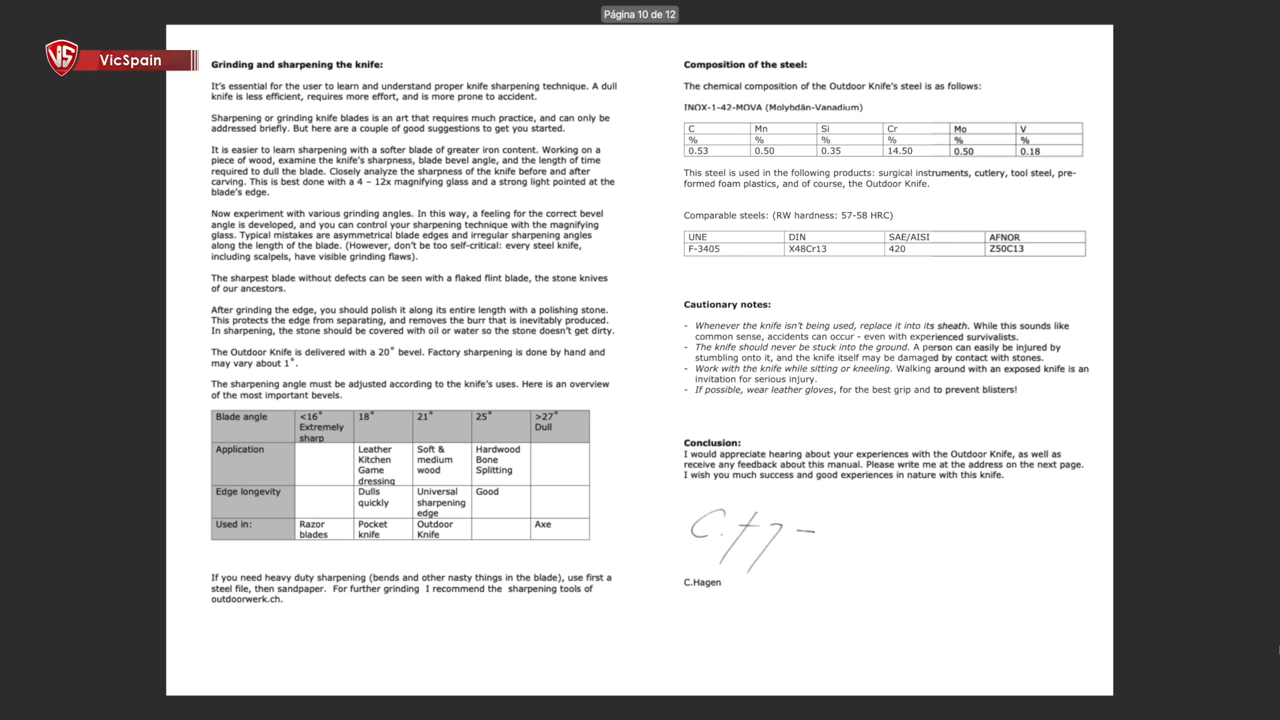 Página 10 de 12
VS
VicSpain
Grinding and sharpening the knife:
It's essential for the user to learn and understand proper knife sharpening technique. A dull
knife is less efficient, requires more effort, and is more prone to accident.
Sharpening or grinding knife blades is an art that requires much practice, and can only be
addressed briefly. But here are a couple of good suggestions to get you started.
It is easier to learn sharpening with a softer blade of greater iron content. Working on a
piece of wood, examine the knife's sharpness, blade bevel angle, and the length of time
required to dull the blade. Closely analyze the sharpness of the knife before and after
carving. This is best done with a 4 – 12x magnifying glass and a strong light pointed at the
blade's edge.
Now experiment with various grinding angles. In this way, a feeling for the correct bevel
angle is developed, and you can control your sharpening technique with the magnifying
glass. Typical mistakes are asymmetrical blade edges and irregular sharpening angles
along the length of the blade. (However, don't be too self-critical: every steel knife,
including scalpels, have visible grinding flaws).
The sharpest blade without defects can be seen with a flaked flint blade, the stone knives
of our ancestors.
After grinding the edge, you should polish it along its entire length with a polishing stone.
This protects the edge from separating, and removes the burr that is inevitably produced.
In sharpening, the stone should be covered with oil or water so the stone doesn't get dirty.
The Outdoor Knife is delivered with a 20° bevel. Factory sharpening is done by hand and
may vary about 1°.
The sharpening angle must be adjusted according to the knife's uses. Here is an overview
of the most important bevels.
Blade angle <16° 18° 21° 25° >27°
Extremely Dull
sharp
Application Leather Soft & Hardwood
Kitchen medium Bone
Game wood Splitting
dressing
Edge longevity Dulls Universal Good
quickly sharpening
edge
Used in: Razor Pocket Outdoor Axe
blades knife Knife
If you need heavy duty sharpening (bends and other nasty things in the blade), use first a
steel file, then sandpaper. For further grinding I recommend the sharpening tools of
outdoorwerk.ch.
Composition of the steel:
The chemical composition of the Outdoor Knife's steel is as follows:
INOX-1-42-MOVA (Molybdän-Vanadium)
C Mn Si Cr Mo V
% % % % % %
0.53 0.50 0.35 14.50 0.50 0.18
This steel is used in the following products: surgical instruments, cutlery, tool steel, pre-
formed foam plastics, and of course, the Outdoor Knife.
Comparable steels: (RW hardness: 57-58 HRC)
UNE DIN SAE/AISI AFNOR
F-3405 X48Cr13 420 Z50C13
Cautionary notes:
- Whenever the knife isn't being used, replace it into its sheath. While this sounds like
common sense, accidents can occur - even with experienced survivalists.
- The knife should never be stuck into the ground. A person can easily be injured by
stumbling onto it, and the knife itself may be damaged by contact with stones.
- Work with the knife while sitting or kneeling. Walking around with an exposed knife is an
invitation for serious injury.
- If possible, wear leather gloves, for the best grip and to prevent blisters!
Conclusion:
I would appreciate hearing about your experiences with the Outdoor Knife, as well as
receive any feedback about this manual. Please write me at the address on the next page.
I wish you much success and good experiences in nature with this knife.
C.Hagen